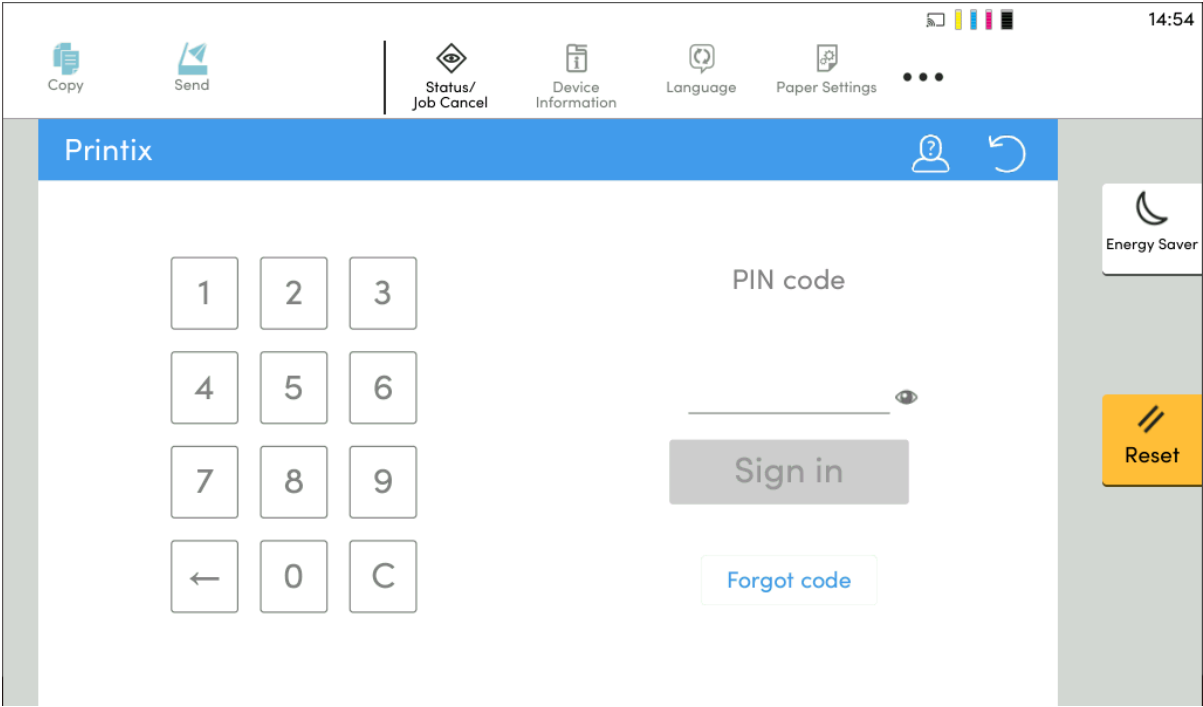 14:54
Copy
Send
Status/
Job Cancel
Device
Information
Language
Paper Settings
Printix
Energy Saver
1 2 3
PIN code
4 5 6
7 8 9
Sign in
Reset
← 0 C
Forgot code